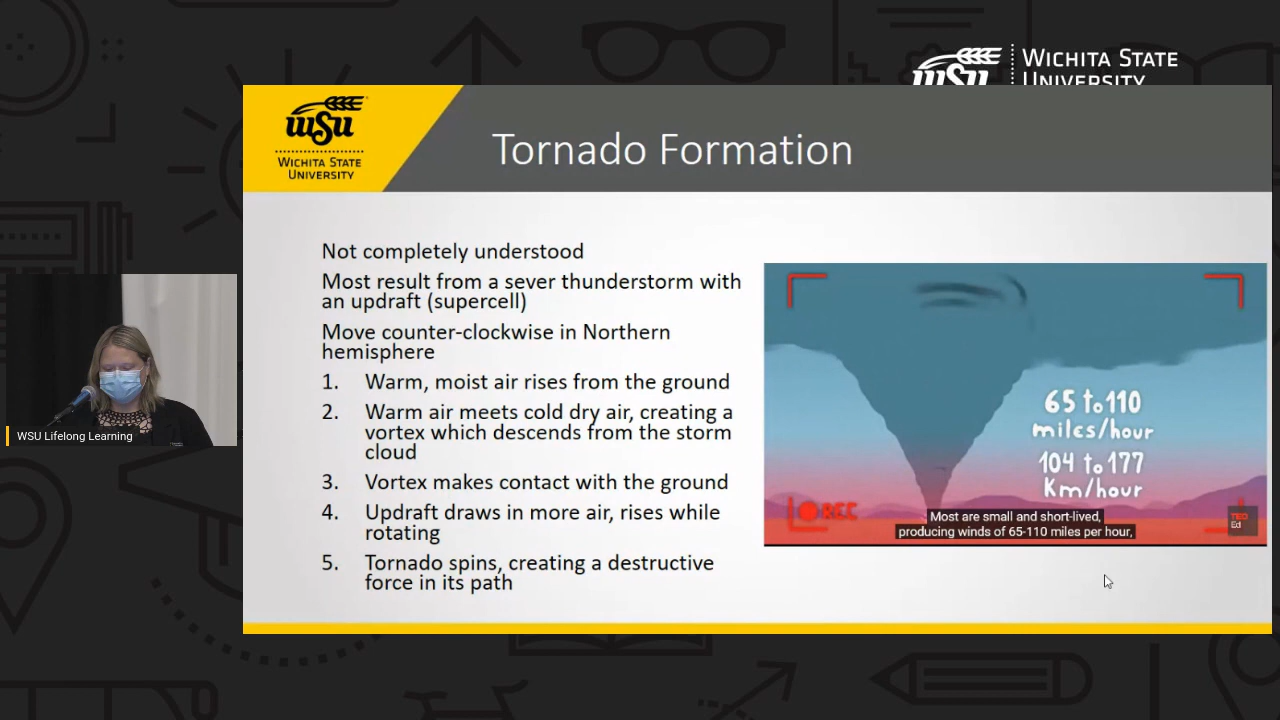 wsu
WICHITA STATE
UNIVERSITY
wsu
WICHITA STATE
UNIVERSITY
Tornado Formation
Not completely understood
Most result from a sever thunderstorm with
an updraft (supercell)
Move counter-clockwise in Northern
hemisphere
1. Warm, moist air rises from the ground
2. Warm air meets cold dry air, creating a
vortex which descends from the storm
cloud
3. Vortex makes contact with the ground
4. Updraft draws in more air, rises while
rotating
5. Tornado spins, creating a destructive
force in its path
65 to 110
miles/hour
104 to 177
Km/hour
REC
TED
Ed
Most are small and short-lived,
producing winds of 65-110 miles per hour,
WSU Lifelong Learning